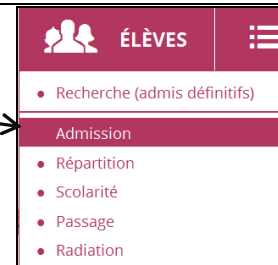 ÉLÈVES
Recherche (admis définitifs)
Admission
Répartition
Scolarité
Passage
Radiation